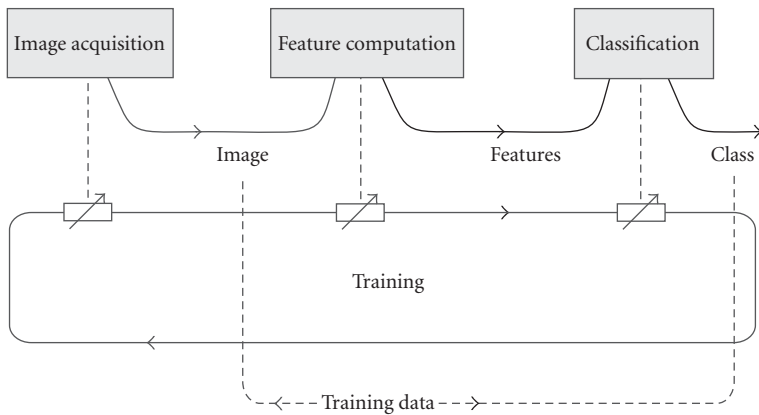 Image acquisition
Feature computation
Classification
Image
Features
Class
Training
Training data